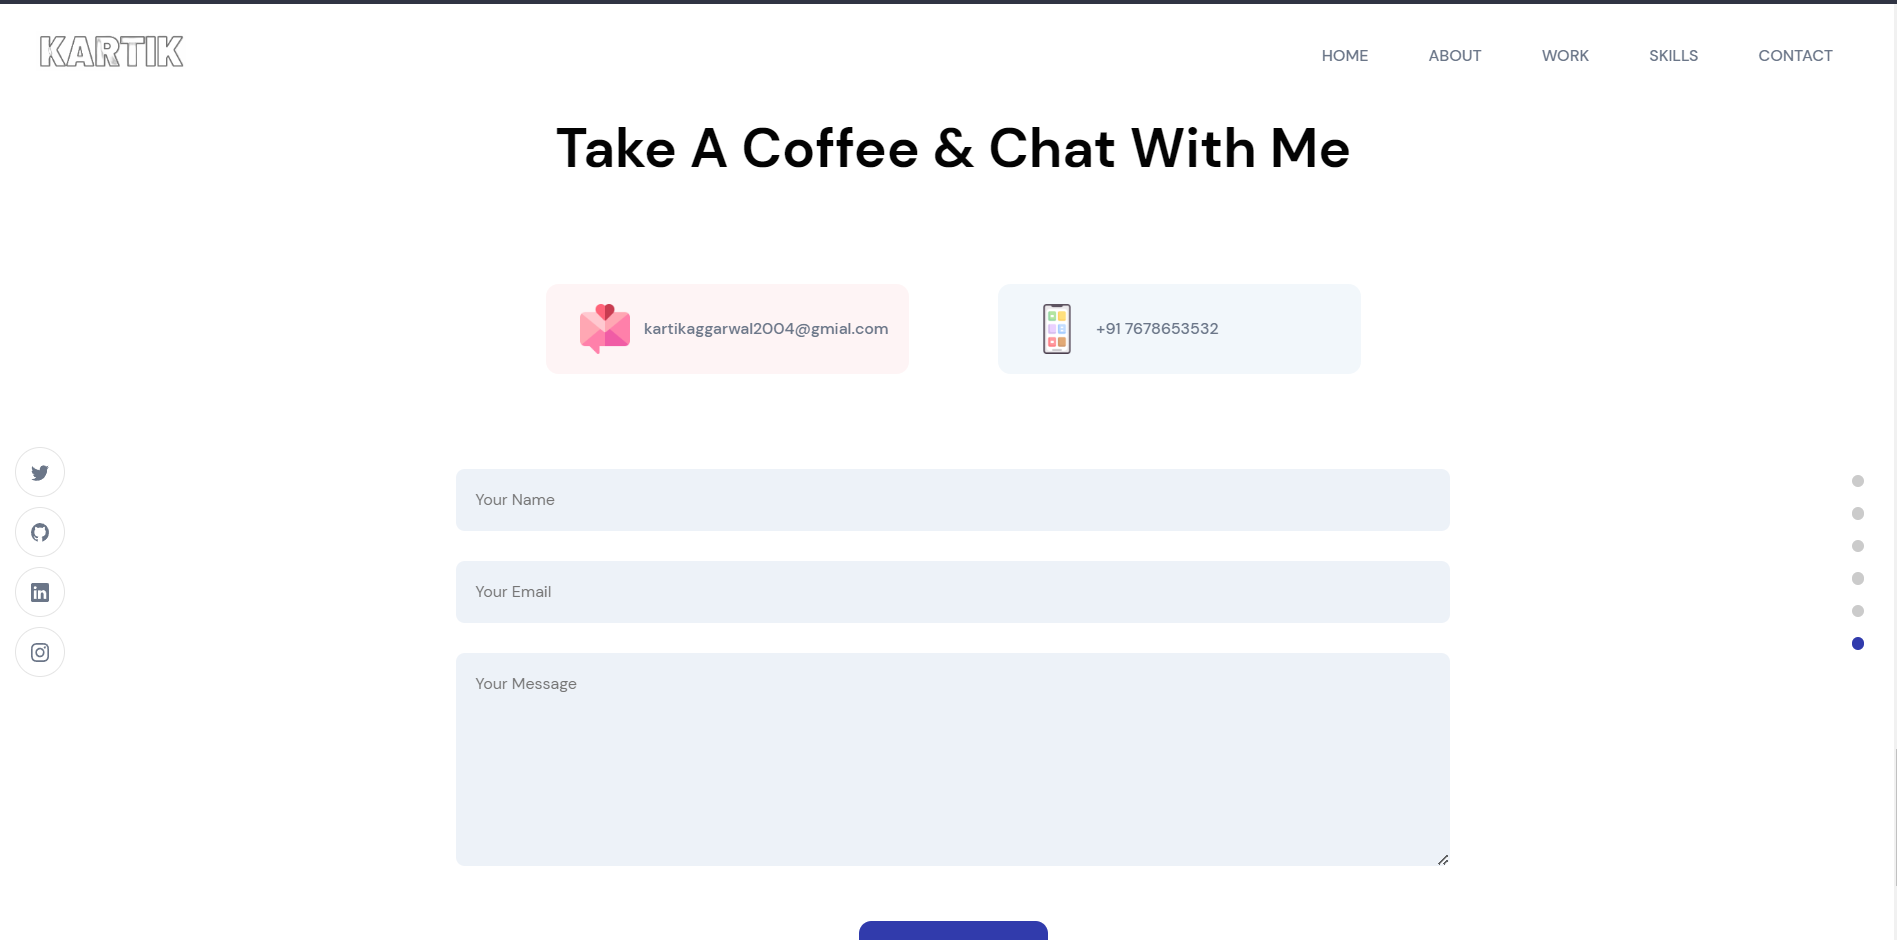 KARTIK
HOME ABOUT WORK SKILLS CONTACT
Take A Coffee & Chat With Me
kartikaggarwal2004@gmial.com
+91 7678653532
Your Name
Your Email
Your Message